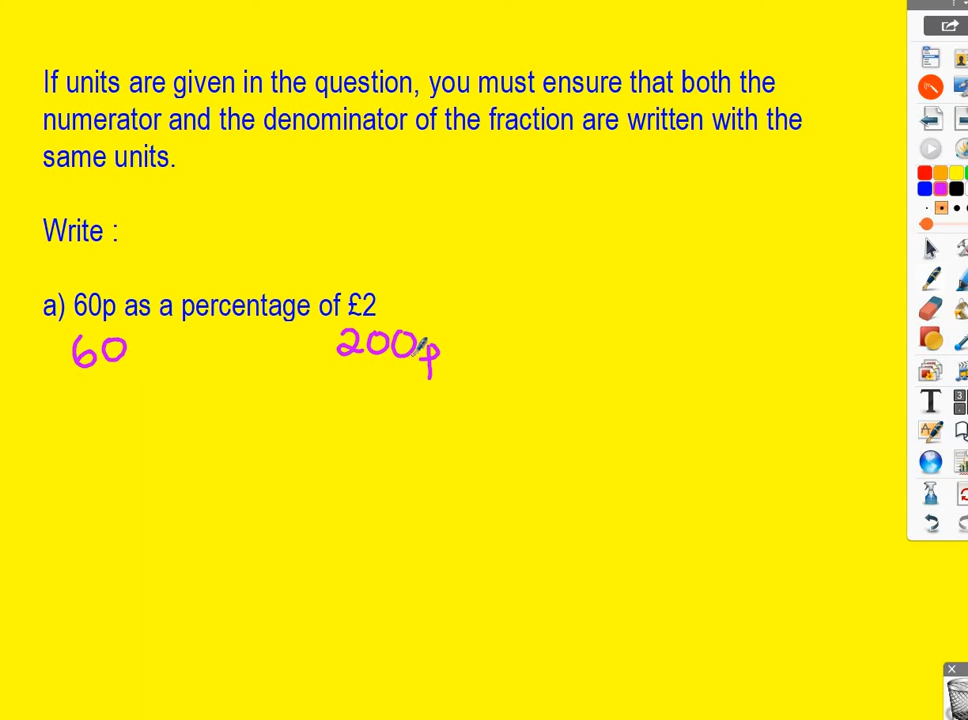 If units are given in the question, you must ensure that both the
numerator and the denominator of the fraction are written with the
same units.
Write :
a) 60p as a percentage of £2
60 200p